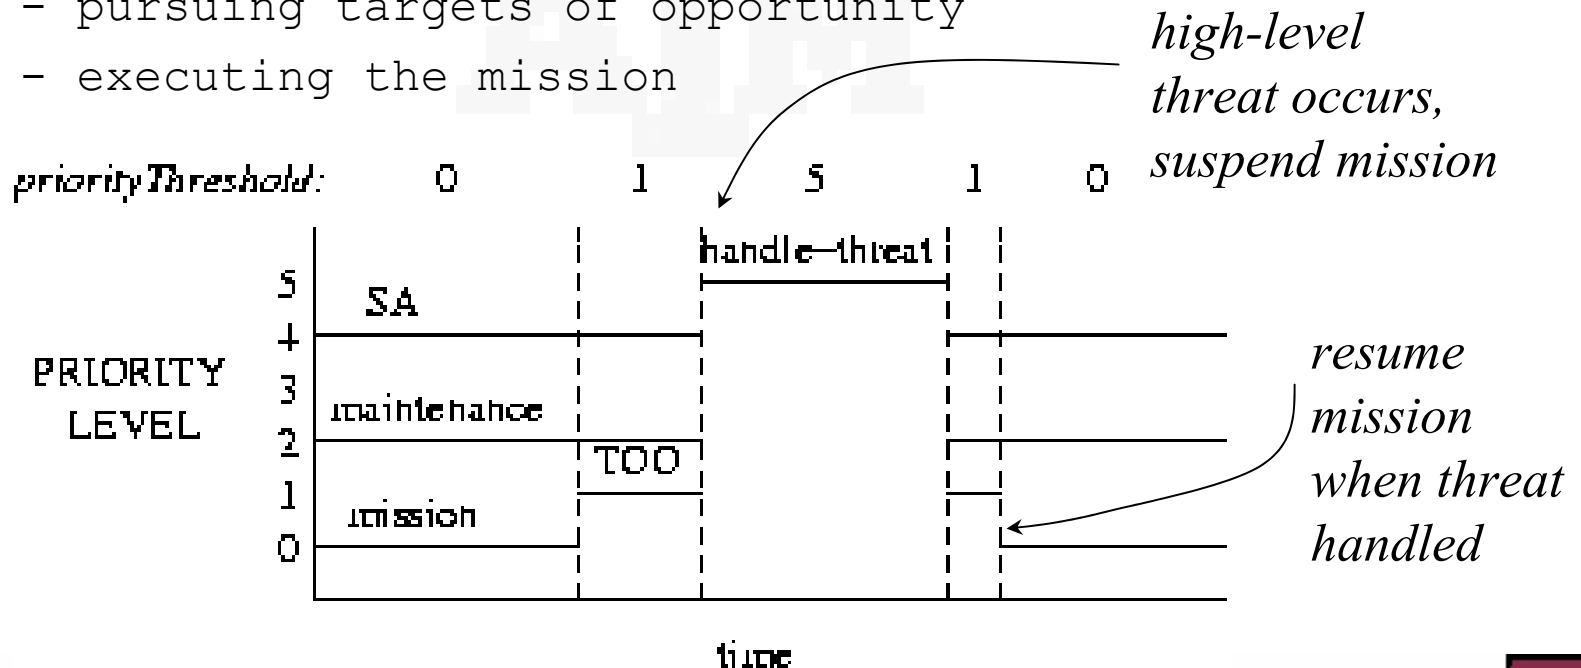 - pursuing targets of opportunity
- executing the mission
high-level
threat occurs,
suspend mission
priorityThreshold: 0 1 5 1 0
handle-threat
5
SA
4
PRIORITY
LEVEL
3
maintenance
2
TOO
1
mission
0
time
resume
mission
when threat
handled